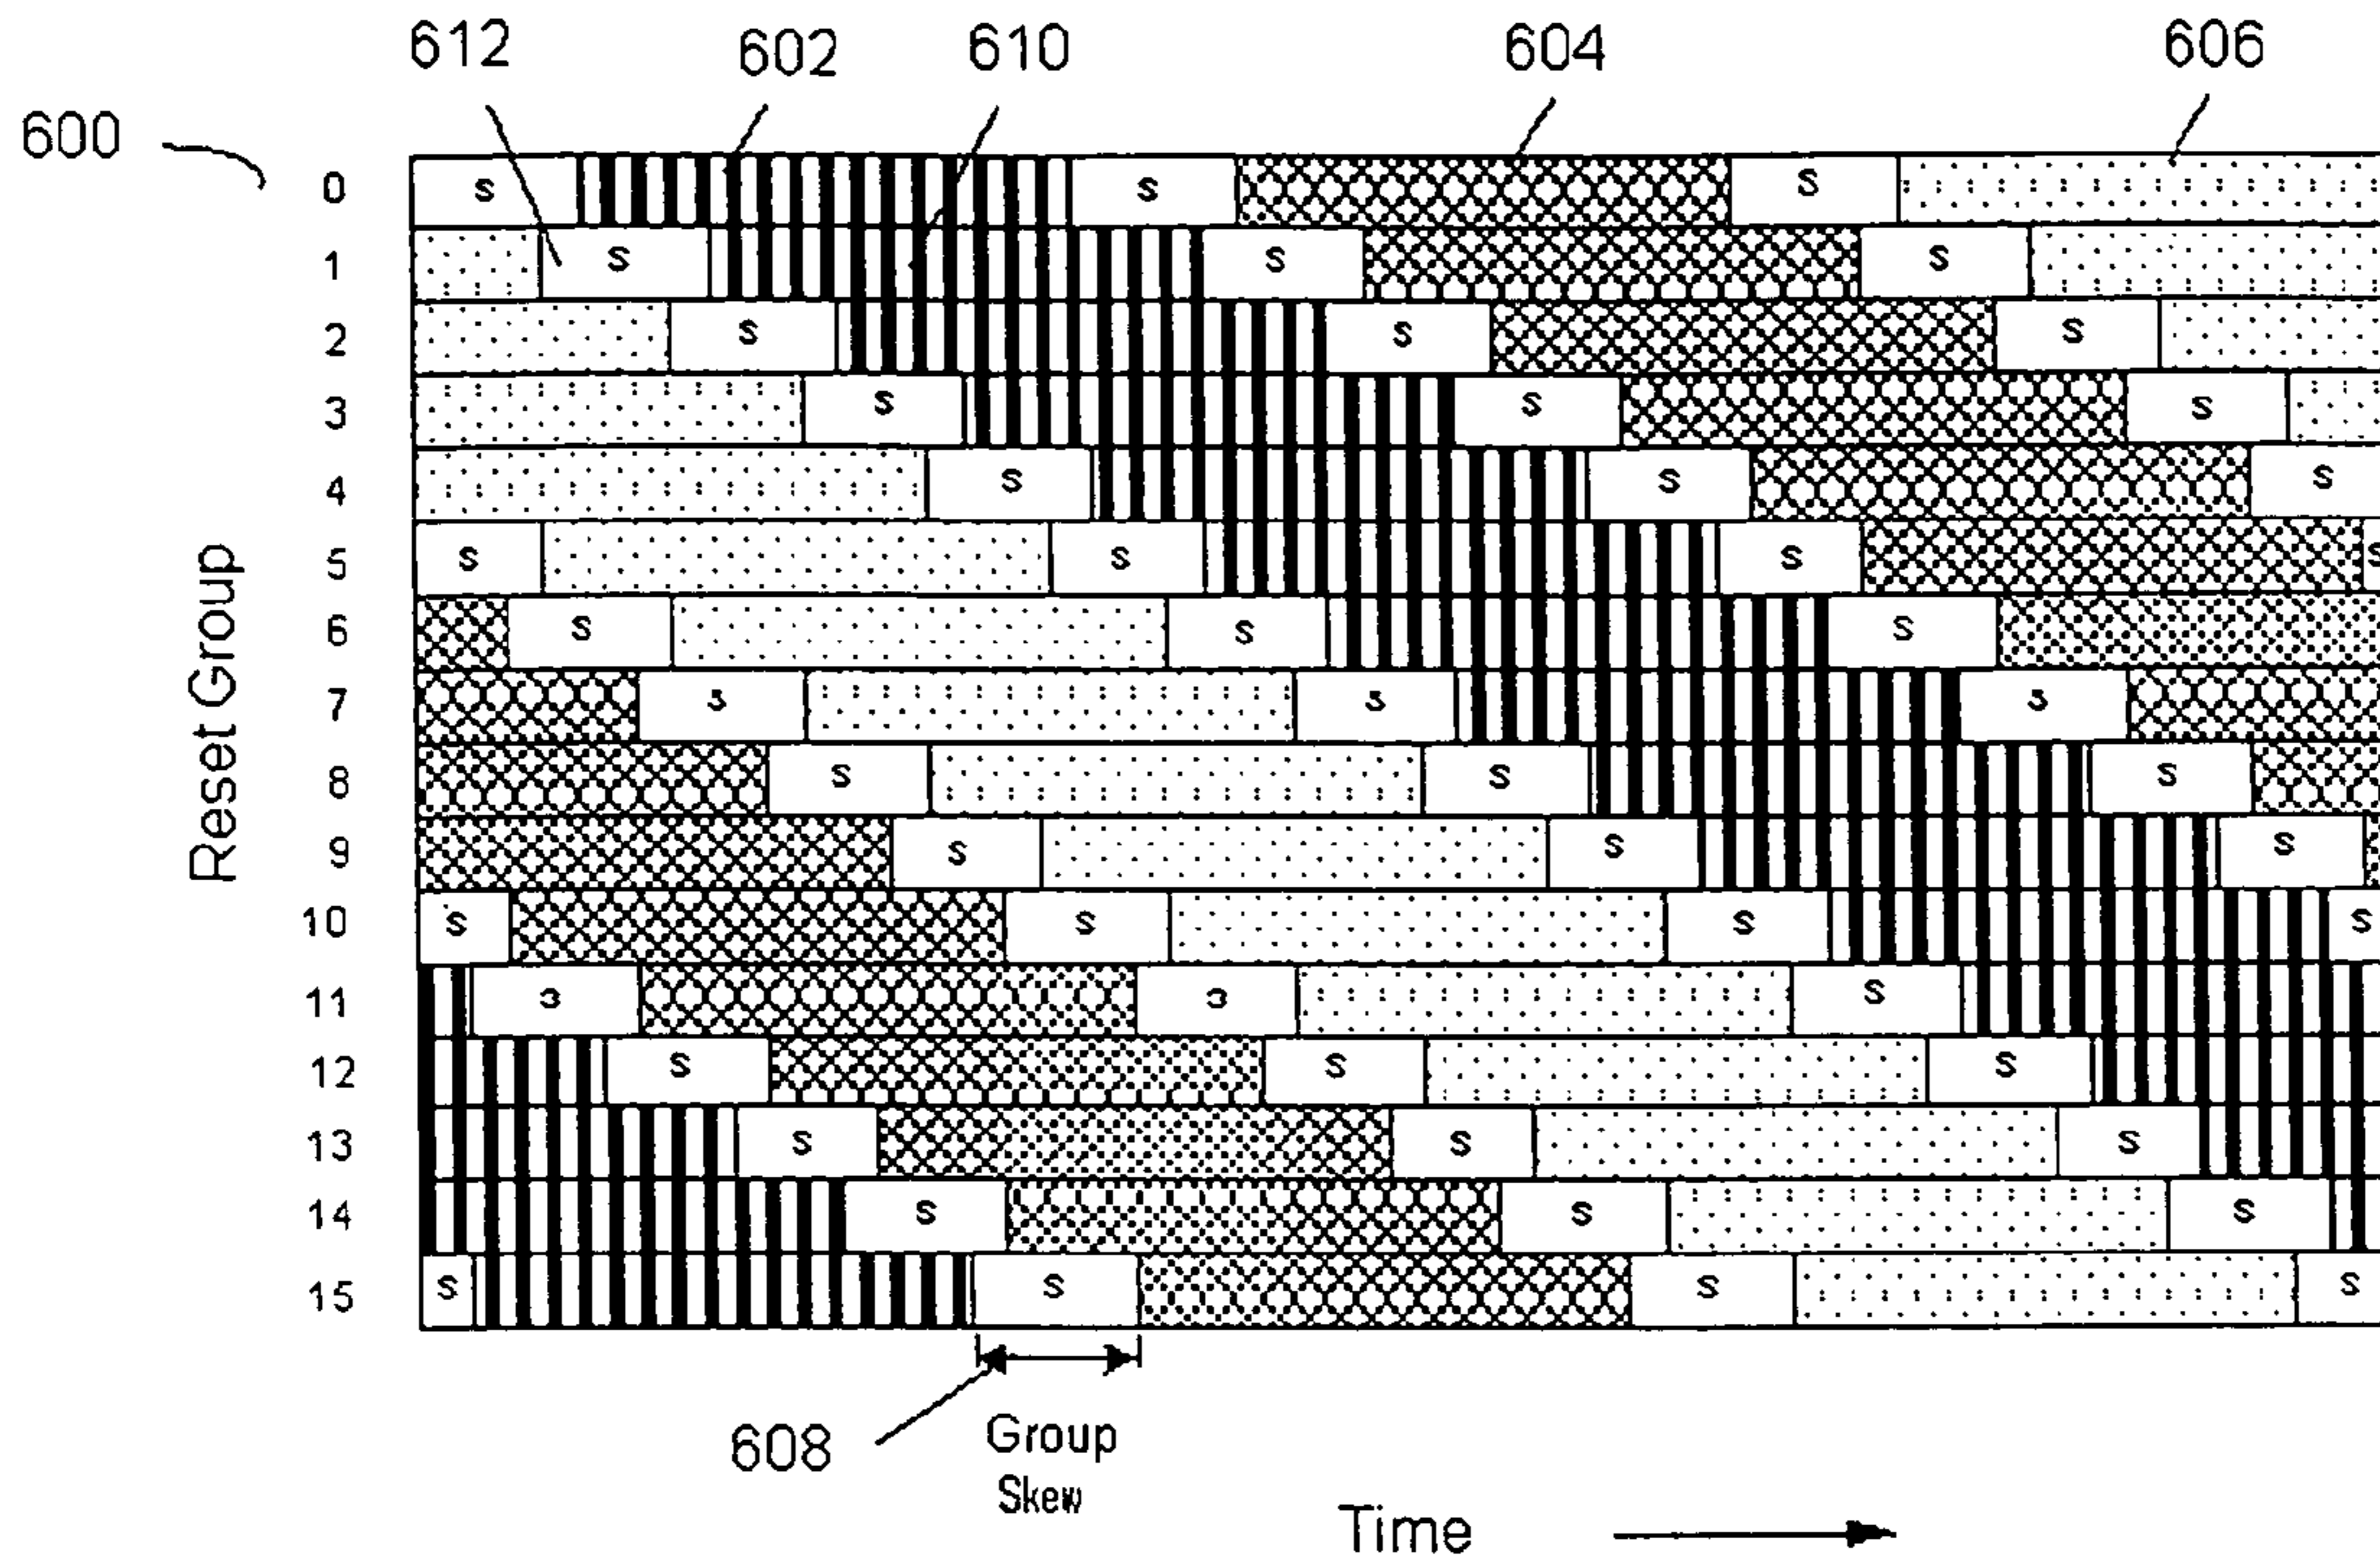 612 602 610 604 606
600
0 S S S
1 S S S
2 S S S
3 S S S
4 S S S
5 S S S S
6 S S S
7 S S S
8 S S S
9 S S S
10 S S S S
11 S S S
12 S S S
13 S S S
14 S S S
15 S S S S
Reset Group
608 Group
Skew
Time